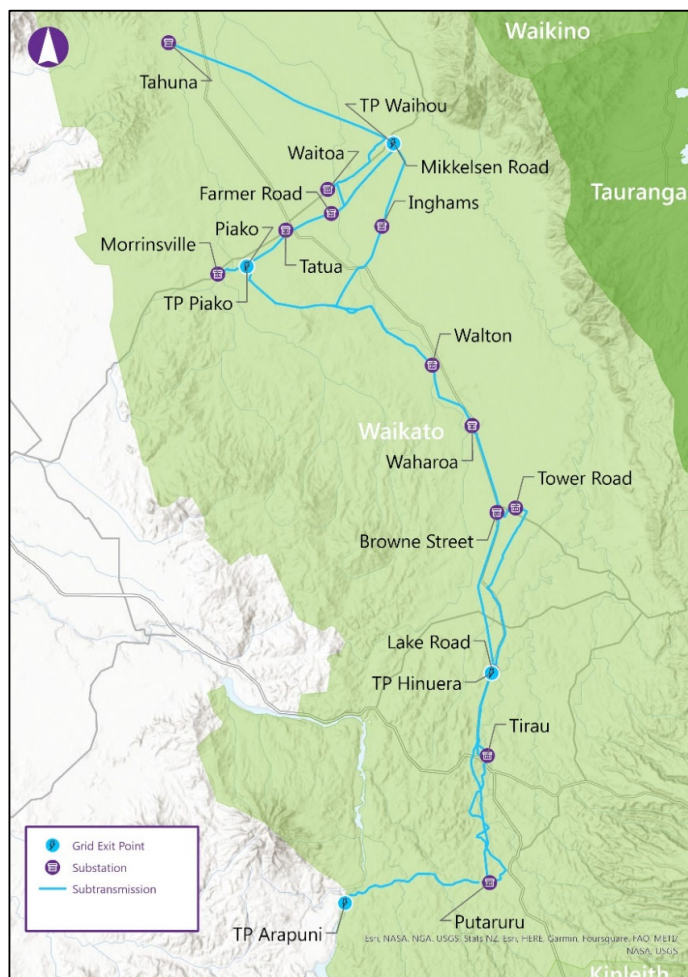 Waikino
Tahuna
TP Waihou
Waitoa
Mikkelsen Road
Farmer Road
Tauranga
Inghams
Piako
Morrinsville
Tatua
TP Piako
Walton
Waikato
Waharoa
Tower Road
Browne Street
Lake Road
TP Hinuera
Tirau
Grid Exit Point
Substation
Subtransmission
TP Arapuni
Putaruru
Esri, NASA, NGA, USGS, Stats NZ, Esri, HERE, Garmin, Foursquare, FAO, METI/
NASA, USGS
Kinleith